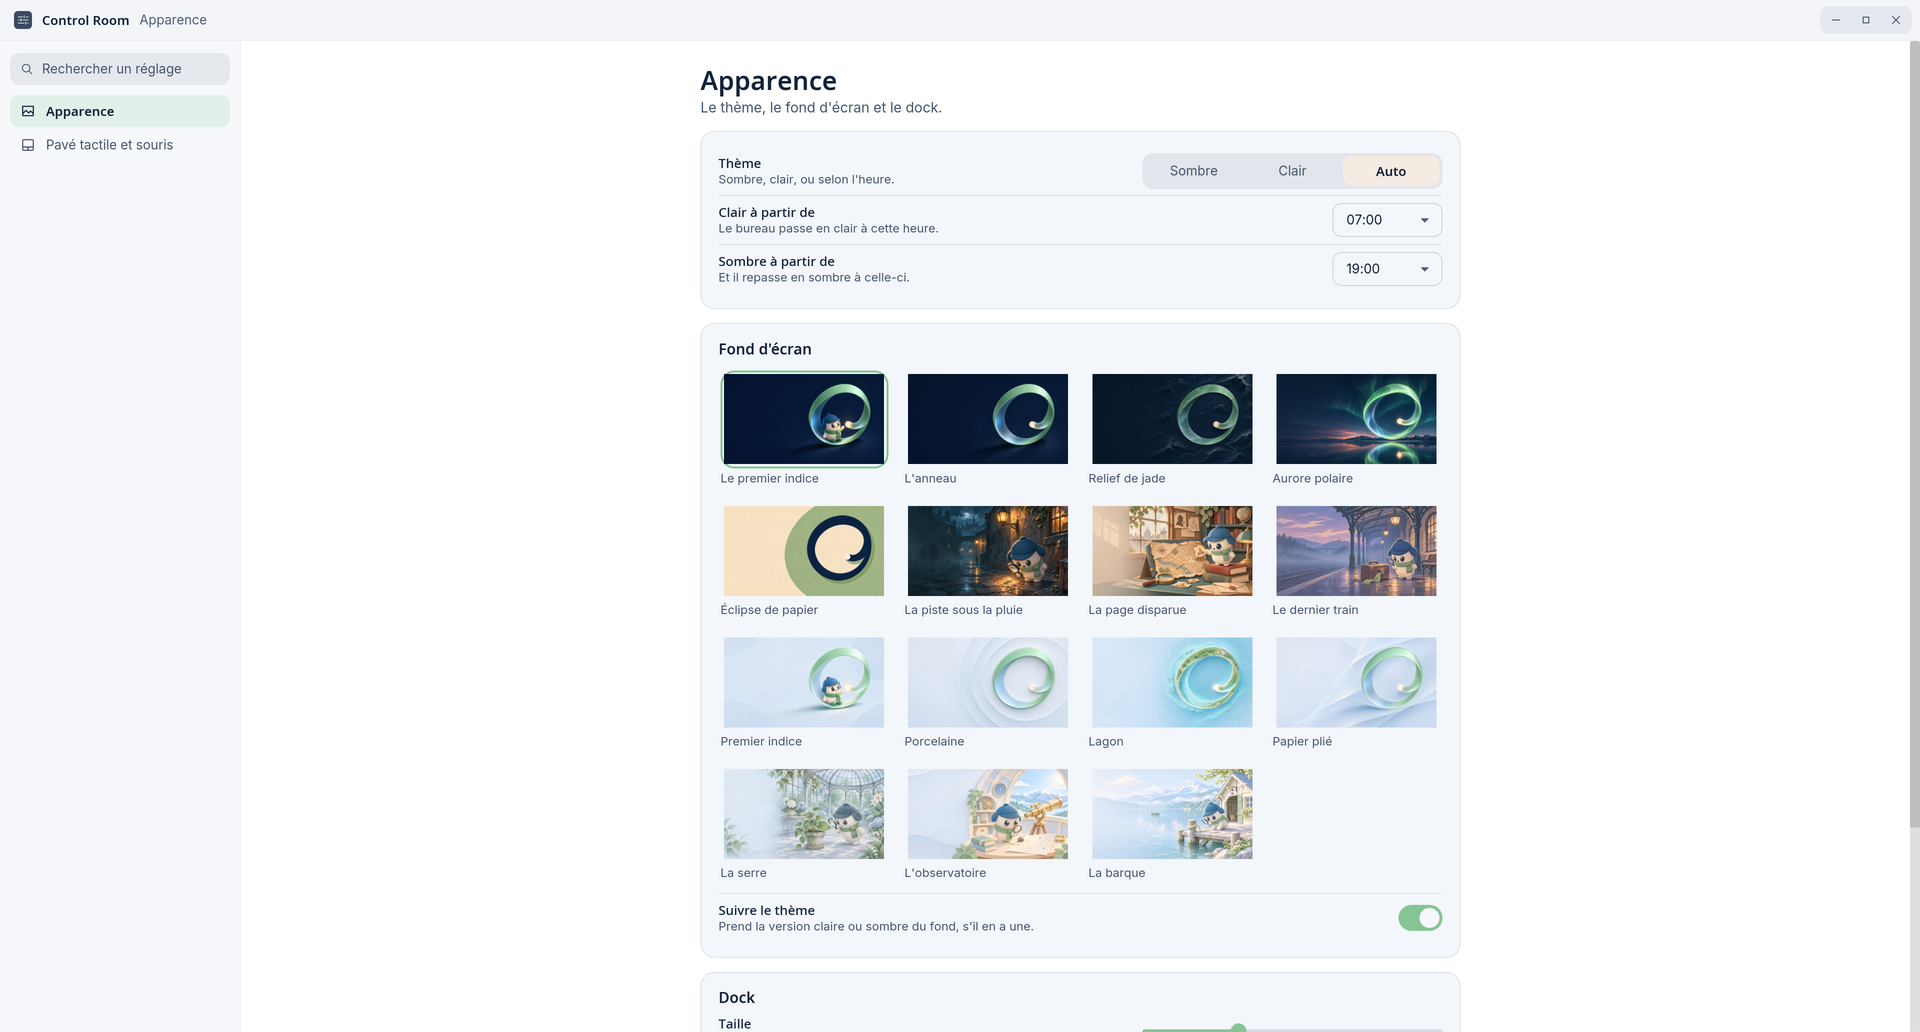 Control Room Apparence
Rechercher un réglage
Apparence
Pavé tactile et souris
Apparence
Le thème, le fond d'écran et le dock.
Thème
Sombre, clair, ou selon l'heure.
Sombre Clair Auto
Clair à partir de
Le bureau passe en clair à cette heure.
07:00
Sombre à partir de
Et il repasse en sombre à celle-ci.
19:00
Fond d'écran
Le premier indice L'anneau Relief de jade Aurore polaire
Éclipse de papier La piste sous la pluie La page disparue Le dernier train
Premier indice Porcelaine Lagon Papier plié
La serre L'observatoire La barque
Suivre le thème
Prend la version claire ou sombre du fond, s'il en a une.
Dock
Taille